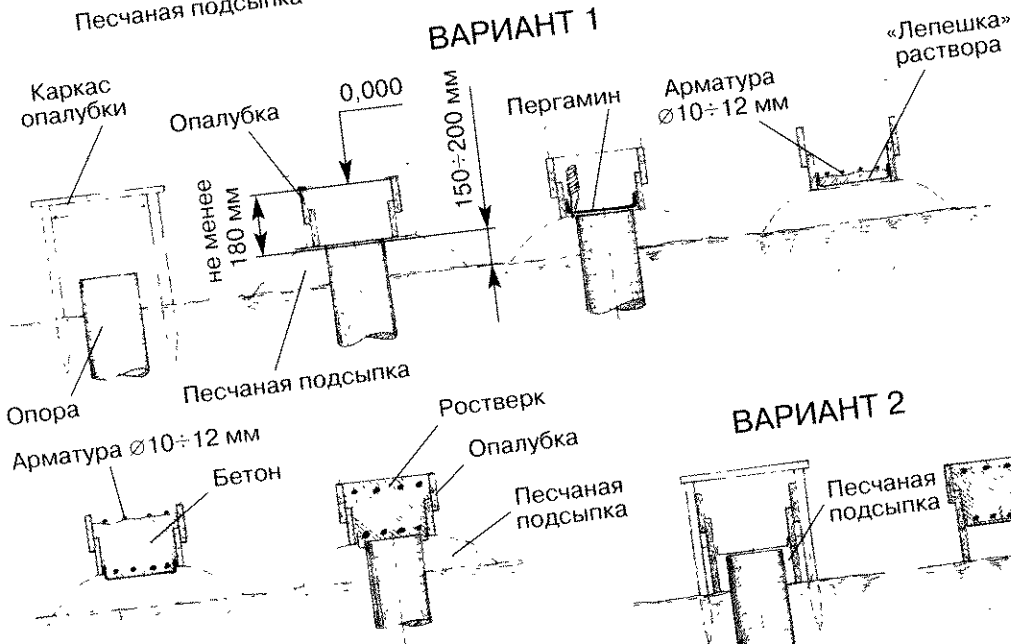 Песчаная подсыпка
ВАРИАНТ 1
Каркас
опалубки
Опалубка
0,000
150÷200 мм
Пергамин
Арматура
∅10÷12 мм
«Лепешка»
раствора
не менее
180 мм
Опора
Песчаная подсыпка
Арматура ∅10÷12 мм
Бетон
Ростверк
Опалубка
Песчаная
подсыпка
ВАРИАНТ 2
Песчаная
подсыпка